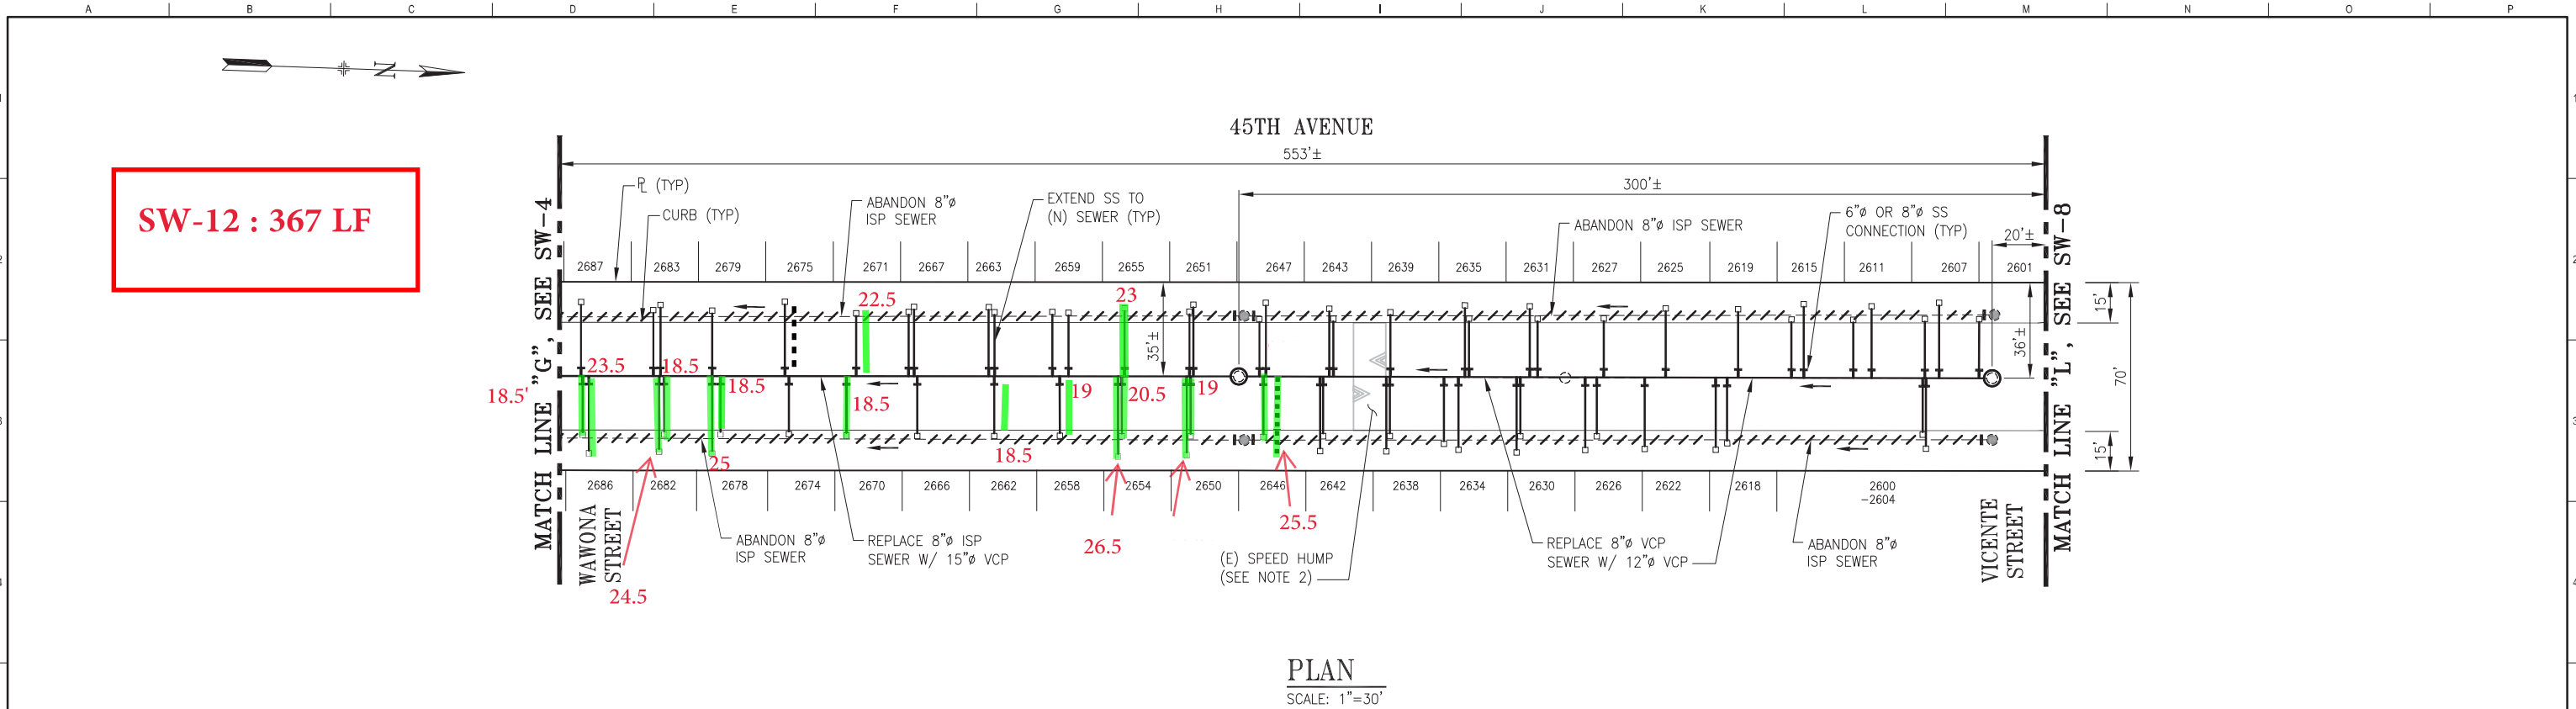 A B C D E F G H I J K L M N O P
N
1
45TH AVENUE
553'±
SW-12 : 367 LF
300'±
℄ (TYP)
CURB (TYP)
ABANDON 8"ø
ISP SEWER
EXTEND SS TO
(N) SEWER (TYP)
ABANDON 8"ø ISP SEWER
6"ø OR 8"ø SS
CONNECTION (TYP)
20'±
2
2687 2683 2679 2675 2671 2667 2663 2659 2655 2651 2647 2643 2639 2635 2631 2627 2625 2619 2615 2611 2607 2601
22.5
23
15'
35'±
36'±
70'
MATCH LINE "G", SEE SW-4
MATCH LINE "L", SEE SW-8
23.5
18.5
18.5
18.5'
18.5
19
20.5
19
3
18.5
25
15'
2686 2682 2678 2674 2670 2666 2662 2658 2654 2650 2646 2642 2638 2634 2630 2626 2622 2618 2600
-2604
25.5
26.5
WAWONA
STREET
ABANDON 8"ø
ISP SEWER
REPLACE 8"ø ISP
SEWER W/ 15"ø VCP
(E) SPEED HUMP
(SEE NOTE 2)
REPLACE 8"ø VCP
SEWER W/ 12"ø VCP
ABANDON 8"ø
ISP SEWER
VICENTE
STREET
4
24.5
PLAN
SCALE: 1"=30'